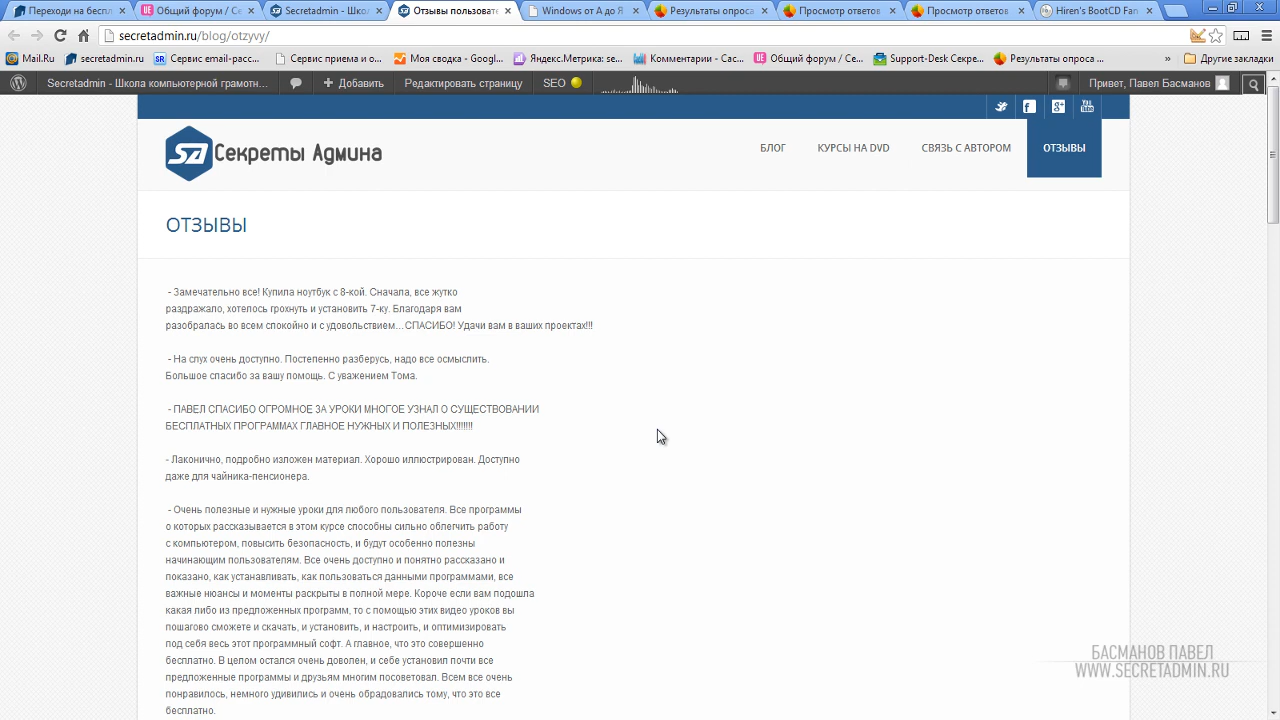 Переходи на беспл
Общий форум / Се
Secretadmin - Шко
Отзывы пользовате
Windows от А до Я
Результаты опроса
Просмотр ответов
Просмотр ответов
Hiren's BootCD Fan
secretadmin.ru/blog/otzyvy/
Mail.Ru
secretadmin.ru
Сервис email-расс...
Сервис приема и о...
Моя сводка - Googl...
Яндекс.Метрика: se...
Комментарии - Сас...
Общий форум / Се...
Support-Desk Секре...
Результаты опроса ...
»
Другие закладки
Secretadmin - Школа компьютерной грамотн...
+ Добавить
Редактировать страницу
SEO
Привет, Павел Басманов
You Tube
SA Секреты Админа
БЛОГ
КУРСЫ НА DVD
СВЯЗЬ С АВТОРОМ
ОТЗЫВЫ
ОТЗЫВЫ
- Замечательно все! Купила ноутбук с 8-кой. Сначала, все жутко
раздражало, хотелось грохнуть и установить 7-ку. Благодаря вам
разобралась во всем спокойно и с удовольствием…СПАСИБО! Удачи вам в ваших проектах!!!
- На слух очень доступно. Постепенно разберусь, надо все осмыслить.
Большое спасибо за вашу помощь. С уважением Тома.
- ПАВЕЛ СПАСИБО ОГРОМНОЕ ЗА УРОКИ МНОГОЕ УЗНАЛ О СУЩЕСТВОВАНИИ
БЕСПЛАТНЫХ ПРОГРАММАХ ГЛАВНОЕ НУЖНЫХ И ПОЛЕЗНЫХ!!!!!!!
- Лаконично, подробно изложен материал. Хорошо иллюстрирован. Доступно
даже для чайника-пенсионера.
- Очень полезные и нужные уроки для любого пользователя. Все программы
о которых рассказывается в этом курсе способны сильно облегчить работу
с компьютером, повысить безопасность, и будут особенно полезны
начинающим пользователям. Все очень доступно и понятно рассказано и
показано, как устанавливать, как пользоваться данными программами, все
важные нюансы и моменты раскрыты в полной мере. Короче если вам подошла
какая либо из предложенных программ, то с помощью этих видео уроков вы
пошагово сможете и скачать, и установить, и настроить, и оптимизировать
под себя весь этот программный софт. А главное, что это совершенно
бесплатно. В целом остался очень доволен, и себе установил почти все
предложенные программы и друзьям многим посоветовал. Всем все очень
понравилось, немного удивились и очень обрадовались тому, что это все
бесплатно.
БАСМАНОВ ПАВЕЛ
WWW.SECRETADMIN.RU